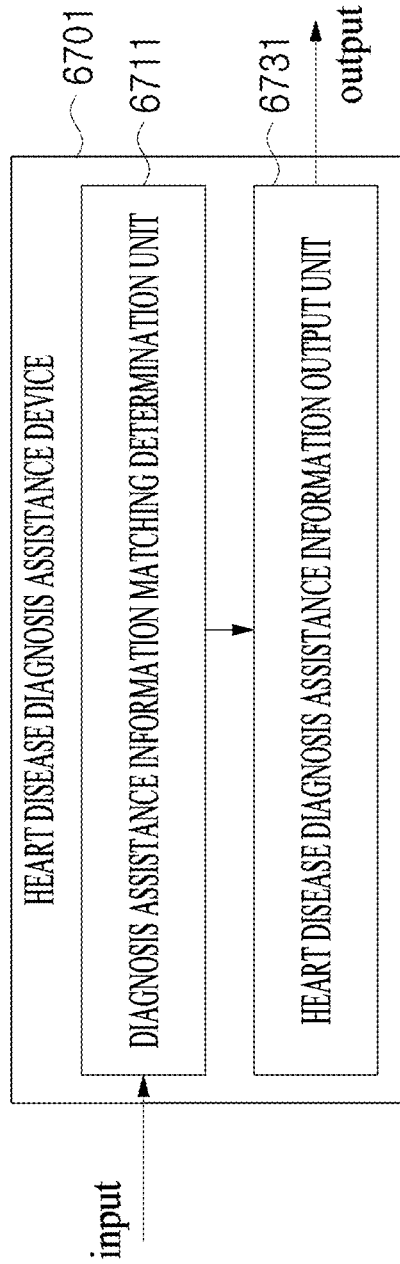 HEART DISEASE DIAGNOSIS ASSISTANCE DEVICE
6701
input
DIAGNOSIS ASSISTANCE INFORMATION MATCHING DETERMINATION UNIT
6711
HEART DISEASE DIAGNOSIS ASSISTANCE INFORMATION OUTPUT UNIT
6731
output